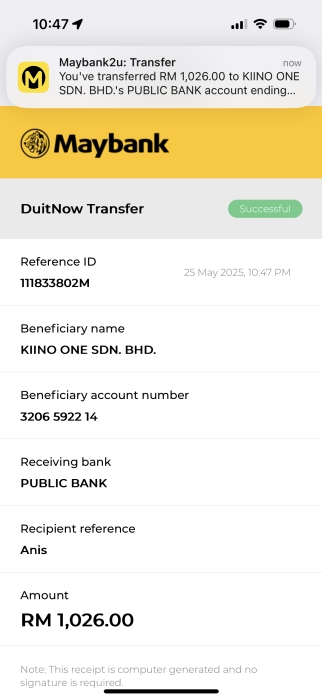 10:47
Maybank2u: Transfer
now
You've transferred RM 1,026.00 to KIINO ONE
SDN. BHD.'s PUBLIC BANK account ending...
Maybank
DuitNow Transfer
Successful
Reference ID
25 May 2025, 10:47 PM
111833802M
Beneficiary name
KIINO ONE SDN. BHD.
Beneficiary account number
3206 5922 14
Receiving bank
PUBLIC BANK
Recipient reference
Anis
Amount
RM 1,026.00
Note: This receipt is computer generated and no
signature is required.